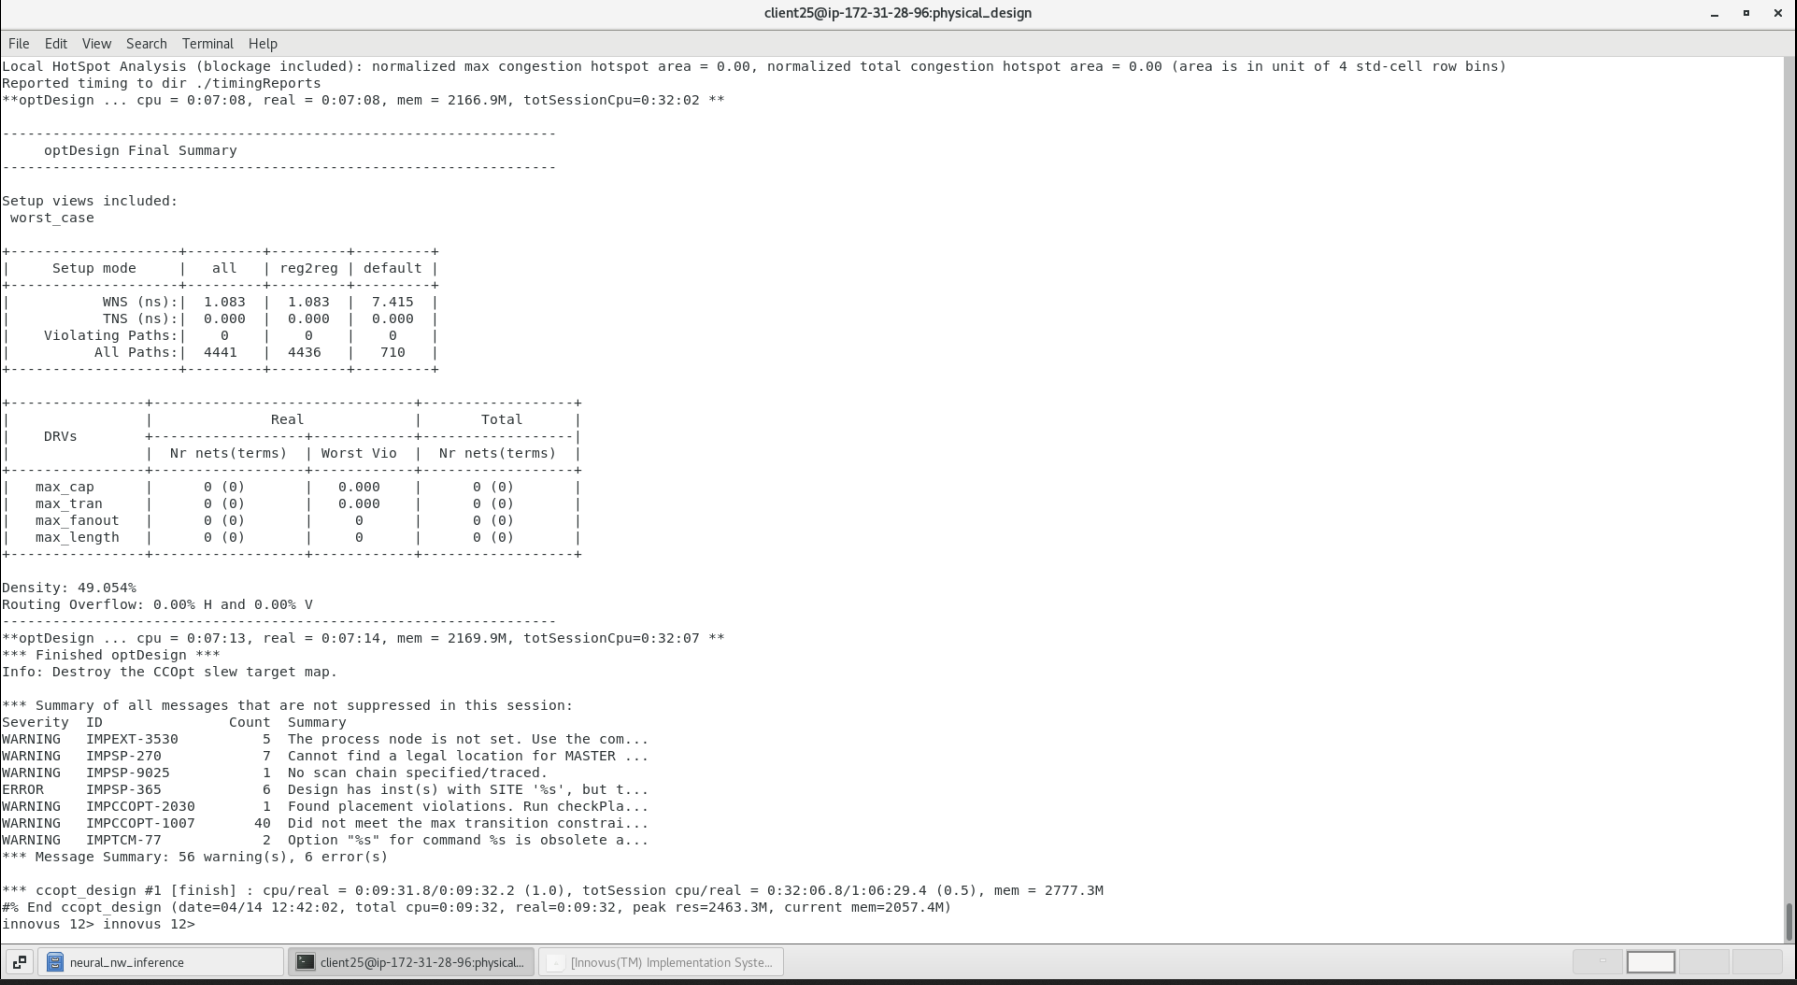 client25@ip-172-31-28-96:physical_design
File Edit View Search Terminal Help
Local HotSpot Analysis (blockage included): normalized max congestion hotspot area = 0.00, normalized total congestion hotspot area = 0.00 (area is in unit of 4 std-cell row bins)
Reported timing to dir ./timingReports
**optDesign ... cpu = 0:07:08, real = 0:07:08, mem = 2166.9M, totSessionCpu=0:32:02 **
------------------------------------------------------------------
     optDesign Final Summary
------------------------------------------------------------------
Setup views included:
 worst_case
+--------------------+---------+---------+---------+
|     Setup mode     |   all   | reg2reg | default |
+--------------------+---------+---------+---------+
|           WNS (ns):|  1.083  |  1.083  |  7.415  |
|           TNS (ns):|  0.000  |  0.000  |  0.000  |
|    Violating Paths:|    0    |    0    |    0    |
|          All Paths:|  4441   |  4436   |   710   |
+--------------------+---------+---------+---------+
+----------------+-------------------------------+------------------+
|                |              Real             |       Total      |
|    DRVs        +------------------+------------+------------------|
|                |  Nr nets(terms)  | Worst Vio  |  Nr nets(terms)  |
+----------------+------------------+------------+------------------+
|   max_cap      |      0 (0)       |   0.000    |      0 (0)       |
|   max_tran     |      0 (0)       |   0.000    |      0 (0)       |
|   max_fanout   |      0 (0)       |     0      |      0 (0)       |
|   max_length   |      0 (0)       |     0      |      0 (0)       |
+----------------+------------------+------------+------------------+
Density: 49.054%
Routing Overflow: 0.00% H and 0.00% V
------------------------------------------------------------------
**optDesign ... cpu = 0:07:13, real = 0:07:14, mem = 2169.9M, totSessionCpu=0:32:07 **
*** Finished optDesign ***
Info: Destroy the CCOpt slew target map.
*** Summary of all messages that are not suppressed in this session:
Severity  ID               Count  Summary
WARNING   IMPEXT-3530          5  The process node is not set. Use the com...
WARNING   IMPSP-270            7  Cannot find a legal location for MASTER ...
WARNING   IMPSP-9025           1  No scan chain specified/traced.
ERROR     IMPSP-365            6  Design has inst(s) with SITE '%s', but t...
WARNING   IMPCCOPT-2030        1  Found placement violations. Run checkPla...
WARNING   IMPCCOPT-1007       40  Did not meet the max transition constrai...
WARNING   IMPTCM-77            2  Option "%s" for command %s is obsolete a...
*** Message Summary: 56 warning(s), 6 error(s)
*** ccopt_design #1 [finish] : cpu/real = 0:09:31.8/0:09:32.2 (1.0), totSession cpu/real = 0:32:06.8/1:06:29.4 (0.5), mem = 2777.3M
#% End ccopt_design (date=04/14 12:42:02, total cpu=0:09:32, real=0:09:32, peak res=2463.3M, current mem=2057.4M)
innovus 12> innovus 12>
neural_nw_inference
client25@ip-172-31-28-96:physical...
[Innovus(TM) Implementation Syste...